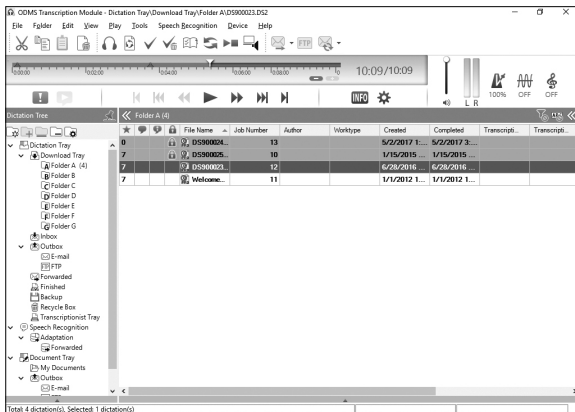 ODMS Transcription Module - Dictation Tray\Download Tray\Folder A\DS900023.DS2
File Folder Edit View Play Tools Speech Recognition Device Help
FTP
0:00:00 0:02:00 0:04:00 0:06:00 0:08:00 10:09/10:09
INFO L R 100% OFF OFF
Dictation Tree
Folder A (4)
File Name Job Number Author Worktype Created Completed Transcripti... Transcripti...
0 DS900024... 13 5/2/2017 1:... 5/2/2017 3:...
7 DS900025... 10 1/15/2015 ... 1/15/2015 ...
7 DS900023... 12 6/28/2016 ... 6/28/2016 ...
7 Welcome... 11 1/1/2012 1... 1/1/2012 1...
Dictation Tray
Download Tray
Folder A (4)
Folder B
Folder C
Folder D
Folder E
Folder F
Folder G
Inbox
Outbox
E-mail
FTP
Forwarded
Finished
Backup
Recycle Box
Transcriptionist Tray
Speech Recognition
Adaptation
Forwarded
Document Tray
My Documents
Outbox
E-mail
Total: 4 dictation(s), Selected: 1 dictation(s)